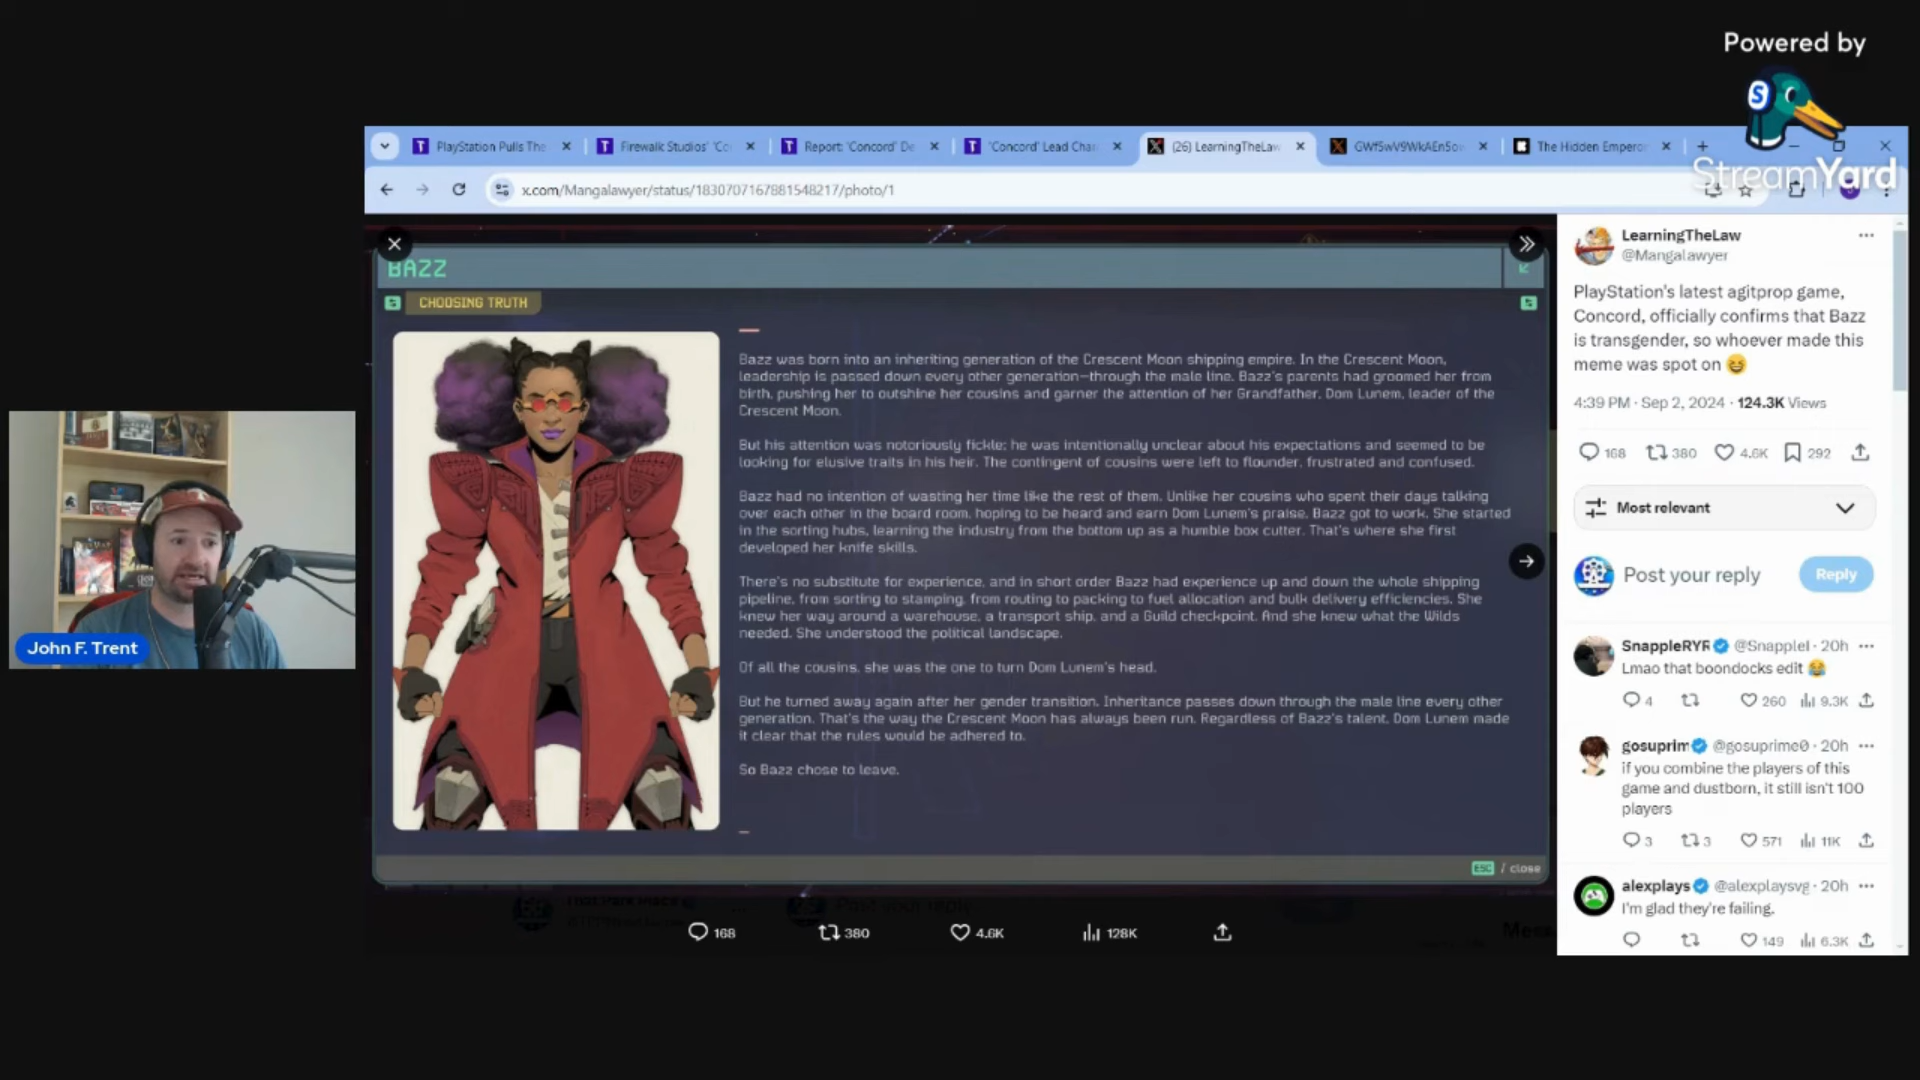 Powered by
StreamYard
PlayStation Pulls The
Firewalk Studios' 'Co
Report: 'Concord' De
'Concord' Lead Char
(26) LearningTheLaw
The Hidden Emperor
x.com/Mangalawyer/status/1830707167881548217/photo/1
BAZZ
CHOOSING TRUTH
Bazz was born into an inheriting generation of the Crescent Moon shipping empire. In the Crescent Moon,
leadership is passed down every other generation—through the male line. Bazz's parents had groomed her from
birth, pushing her to outshine her cousins and garner the attention of her Grandfather, Dom Lunem, leader of the
Crescent Moon.
But his attention was notoriously fickle; he was intentionally unclear about his expectations and seemed to be
looking for elusive traits in his heir. The contingent of cousins were left to flounder, frustrated and confused.
Bazz had no intention of wasting her time like the rest of them. Unlike her cousins who spent their days talking
over each other in the board room, hoping to be heard and earn Dom Lunem's praise, Bazz got to work. She started
in the sorting hubs, learning the industry from the bottom up as a humble box cutter. That's where she first
developed her knife skills.
There's no substitute for experience, and in short order Bazz had experience up and down the whole shipping
pipeline, from sorting to stamping, from routing to packing to fuel allocation and bulk delivery efficiencies. She
knew her way around a warehouse, a transport ship, and a Guild checkpoint. And she knew what the Wilds
needed. She understood the political landscape.
Of all the cousins, she was the one to turn Dom Lunem's head.
But he turned away again after her gender transition. Inheritance passes down through the male line every other
generation. That's the way the Crescent Moon has always been run. Regardless of Bazz's talent, Dom Lunem made
it clear that the rules would be adhered to.
So Bazz chose to leave.
ESC / close
168 380 4.6K 128K
John F. Trent
LearningTheLaw
@Mangalawyer
PlayStation's latest agitprop game,
Concord, officially confirms that Bazz
is transgender, so whoever made this
meme was spot on 😆
4:39 PM · Sep 2, 2024 · 124.3K Views
168 380 4.6K 292
Most relevant
Post your reply
Reply
SnappleRYR @Snapplel · 20h
Lmao that boondocks edit 😂
4 260 9.3K
gosuprim @gosuprime0 · 20h
if you combine the players of this
game and dustborn, it still isn't 100
players
3 3 571 11K
alexplays @alexplaysvg · 20h
I'm glad they're failing.
149 6.3K